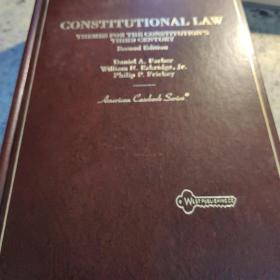 CONSTITUTIONAL LAW
THEMES FOR THE CONSTITUTION'S
THIRD CENTURY
Second Edition
Daniel A. Farber
William N. Eskridge, Jr.
Philip P. Frickey
American Casebook Series®
WEST PUBLISHING CO